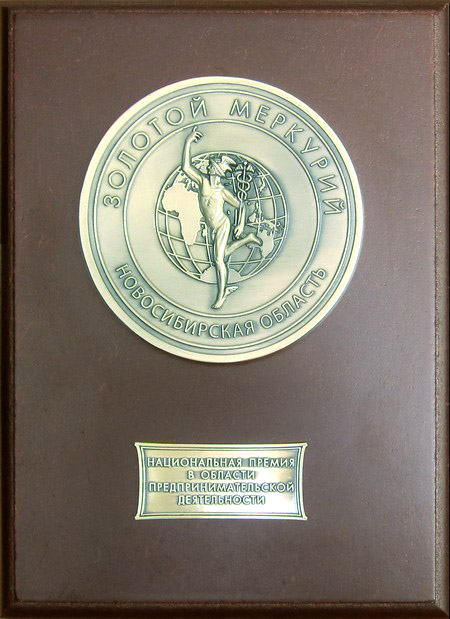 ЗОЛОТОЙ МЕРКУРИЙ
НОВОСИБИРСКАЯ ОБЛАСТЬ
НАЦИОНАЛЬНАЯ ПРЕМИЯ
В ОБЛАСТИ
ПРЕДПРИНИМАТЕЛЬСКОЙ
ДЕЯТЕЛЬНОСТИ